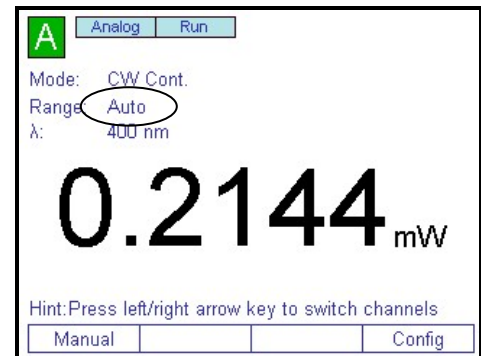 A Analog Run
Mode: CW Cont.
Range: Auto
λ: 400 nm
0.2144 mW
Hint:Press left/right arrow key to switch channels
Manual Config